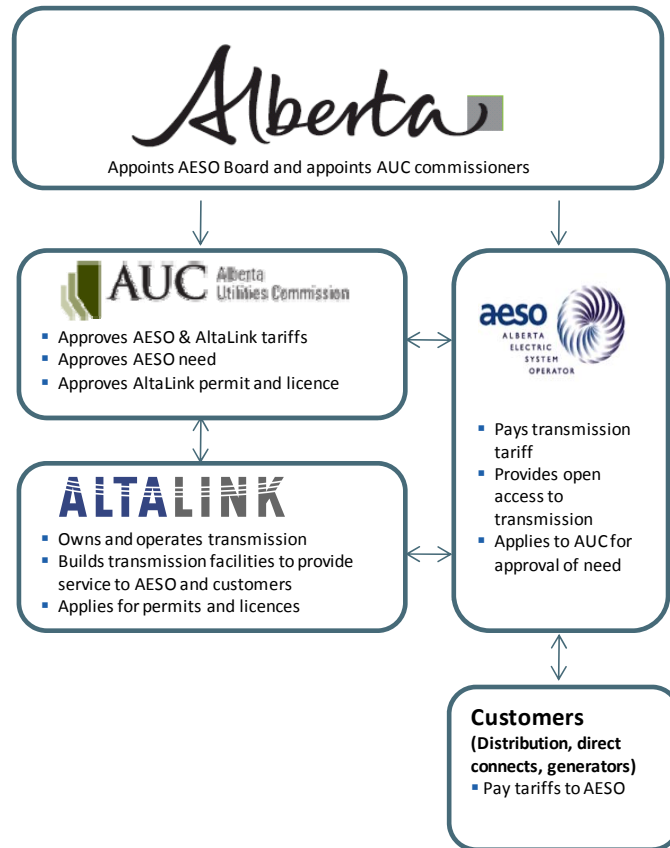 Alberta
Appoints AESO Board and appoints AUC commissioners
AUC Alberta
Utilities Commission
▪ Approves AESO & AltaLink tariffs
▪ Approves AESO need
▪ Approves AltaLink permit and licence
aeso
ALBERTA
ELECTRIC
SYSTEM
OPERATOR
▪ Pays transmission
tariff
▪ Provides open
access to
transmission
▪ Applies to AUC for
approval of need
ALTALINK
▪ Owns and operates transmission
▪ Builds transmission facilities to provide
service to AESO and customers
▪ Applies for permits and licences
Customers
(Distribution, direct
connects, generators)
▪ Pay tariffs to AESO